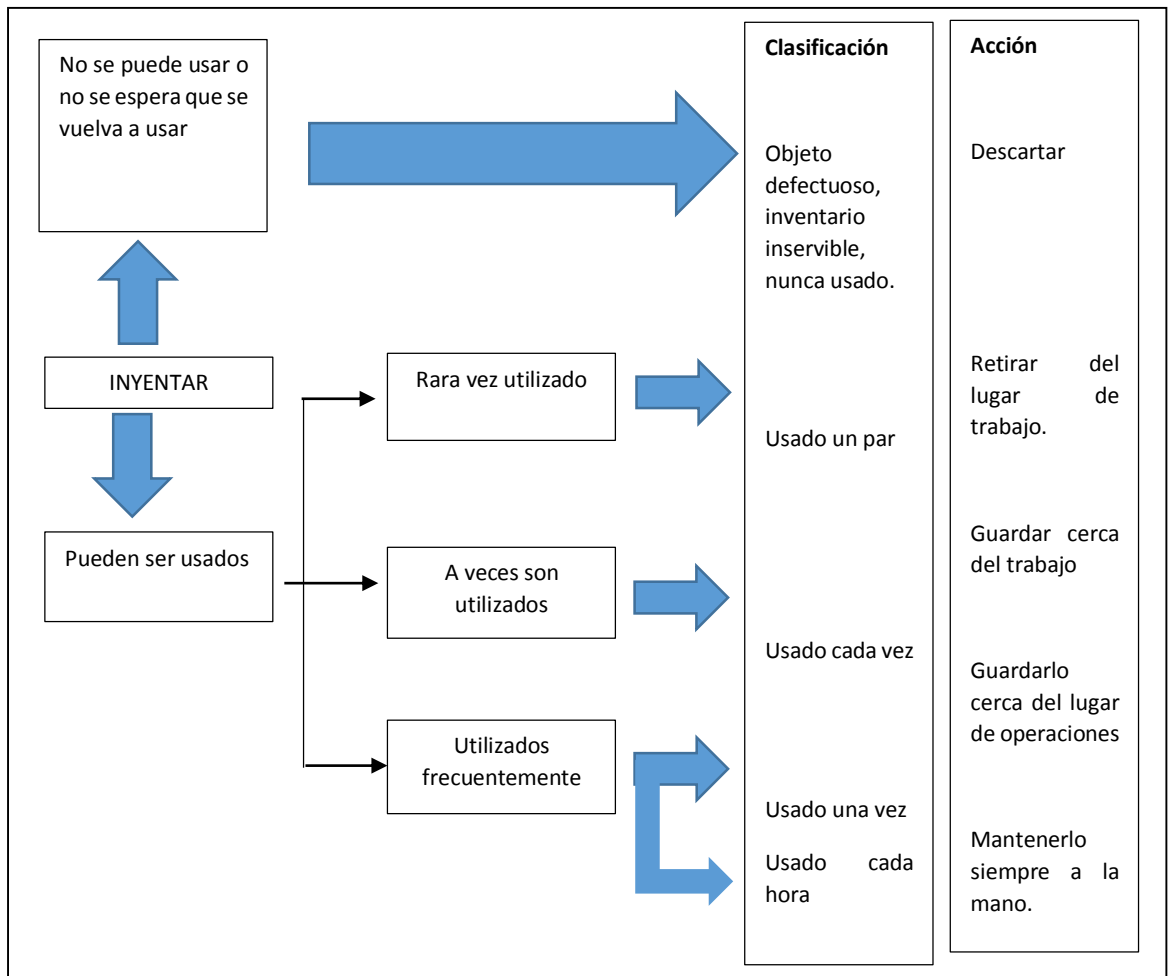 No se puede usar o
no se espera que se
vuelva a usar
INYENTAR
Pueden ser usados
Rara vez utilizado
A veces son
utilizados
Utilizados
frecuentemente
Clasificación
Objeto
defectuoso,
inventario
inservible,
nunca usado.
Usado un par
Usado cada vez
Usado una vez
Usado cada
hora
Acción
Descartar
Retirar del
lugar de
trabajo.
Guardar cerca
del trabajo
Guardarlo
cerca del lugar
de operaciones
Mantenerlo
siempre a la
mano.